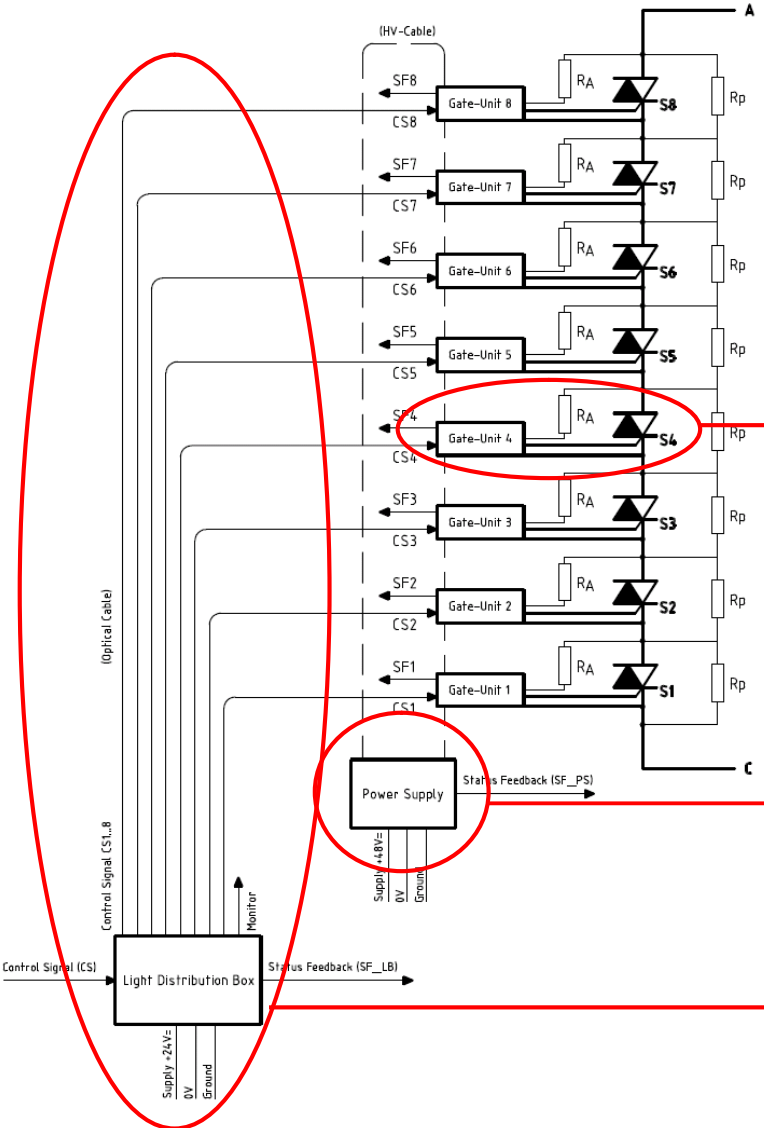 A
(HV-Cable)
SF8
Gate-Unit 8
CS8
RA
S8
Rp
SF7
Gate-Unit 7
CS7
RA
S7
Rp
SF6
Gate-Unit 6
CS6
RA
S6
Rp
SF5
Gate-Unit 5
CS5
RA
S5
Rp
SF4
Gate-Unit 4
CS4
RA
S4
Rp
SF3
Gate-Unit 3
CS3
RA
S3
Rp
SF2
Gate-Unit 2
CS2
RA
S2
Rp
SF1
Gate-Unit 1
CS1
RA
S1
Rp
C
(Optical Cable)
Control Signal CS1..8
Power Supply
Status Feedback (SF_PS)
Supply +48V=
0V
Ground
Monitor
Control Signal (CS)
Light Distribution Box
Status Feedback (SF_LB)
Supply +24V=
0V
Ground